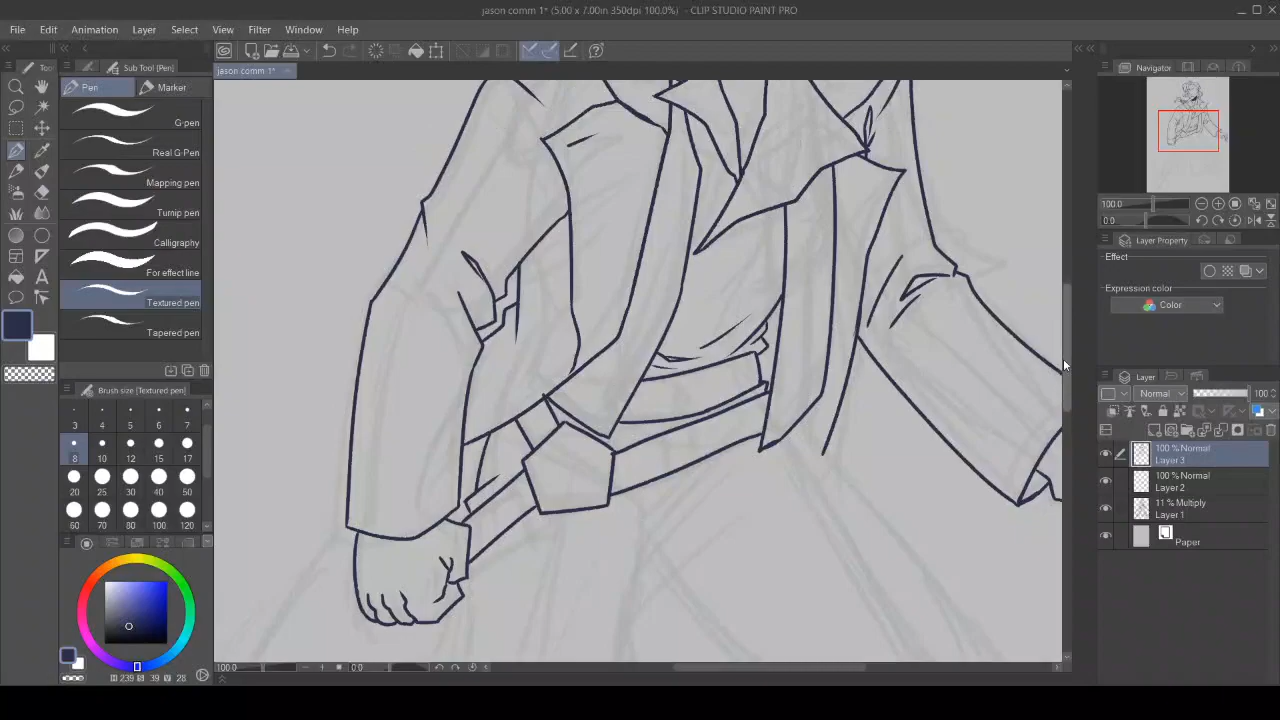 jason comm 1* (5.00 x 7.00in 350dpi 100.0%) - CLIP STUDIO PAINT PRO
File Edit Animation Layer Select View Filter Window Help
jason comm 1*
Sub Tool [Pen]
Pen
Marker
G-pen
Real G-Pen
Mapping pen
Turnip pen
Calligraphy
For effect line
Textured pen
Tapered pen
Brush size [Textured pen]
3 4 5 6 7
8 10 12 15 17
20 25 30 40 50
60 70 80 100 120
239 S 39 V 28
100.0
0.0
Navigator
100.0
0.0
Layer Property
Effect
Expression color
Color
Layer
Normal
100
100 % Normal
Layer 3
100 % Normal
Layer 2
11 % Multiply
Layer 1
Paper